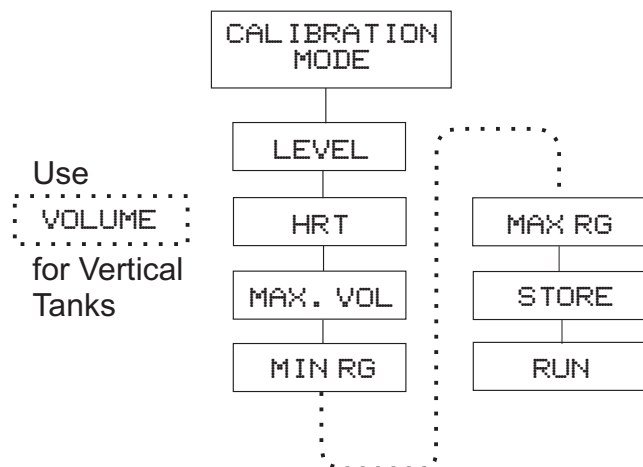 CALIBRATION
MODE
LEVEL
Use
VOLUME
for Vertical
Tanks
HRT
MAX. VOL
MIN RG
MAX RG
STORE
RUN